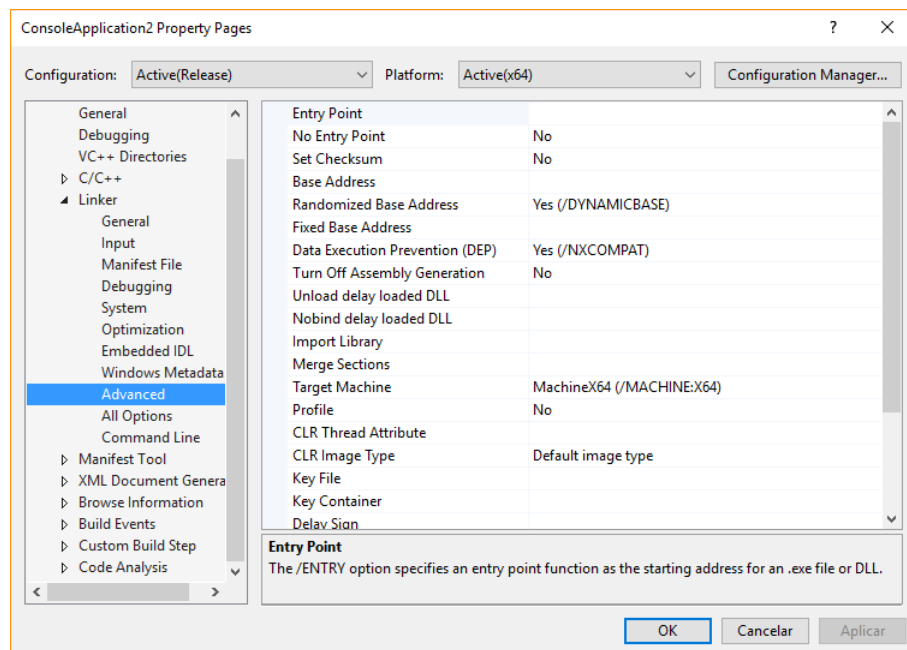 ConsoleApplication2 Property Pages
?
Configuration: Active(Release) Platform: Active(x64) Configuration Manager...
General
Debugging
VC++ Directories
C/C++
Linker
General
Input
Manifest File
Debugging
System
Optimization
Embedded IDL
Windows Metadata
Advanced
All Options
Command Line
Manifest Tool
XML Document Genera
Browse Information
Build Events
Custom Build Step
Code Analysis
Entry Point
No Entry Point No
Set Checksum No
Base Address
Randomized Base Address Yes (/DYNAMICBASE)
Fixed Base Address
Data Execution Prevention (DEP) Yes (/NXCOMPAT)
Turn Off Assembly Generation No
Unload delay loaded DLL
Nobind delay loaded DLL
Import Library
Merge Sections
Target Machine MachineX64 (/MACHINE:X64)
Profile No
CLR Thread Attribute
CLR Image Type Default image type
Key File
Key Container
Delay Sign
Entry Point
The /ENTRY option specifies an entry point function as the starting address for an .exe file or DLL.
OK Cancelar Aplicar